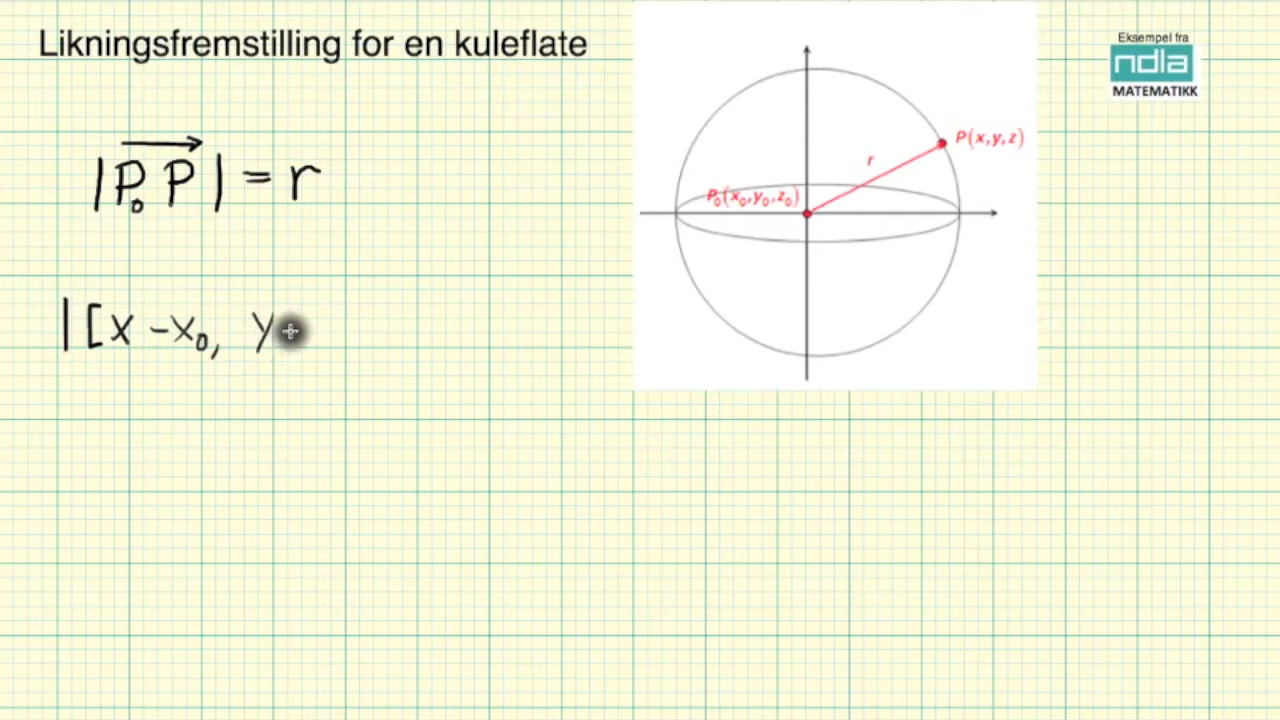 Likningsfremstilling for en kuleflate
Eksempel fra
ndla
MATEMATIKK
|P₀P⃗| = r
P(x,y,z)
r
P₀(x₀,y₀,z₀)
|[x -x₀, y